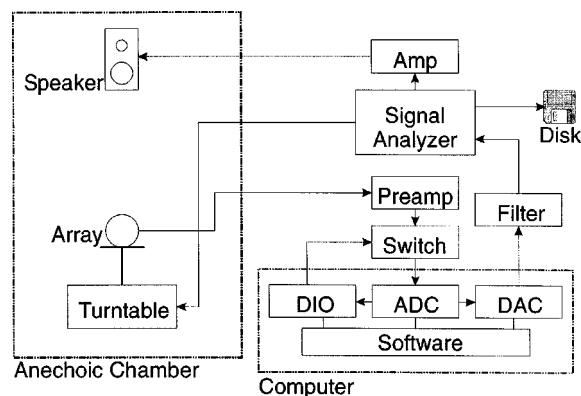 Speaker
Amp
Signal
Analyzer
Disk
Preamp
Filter
Array
Switch
Turntable
DIO
ADC
DAC
Software
Anechoic Chamber
Computer